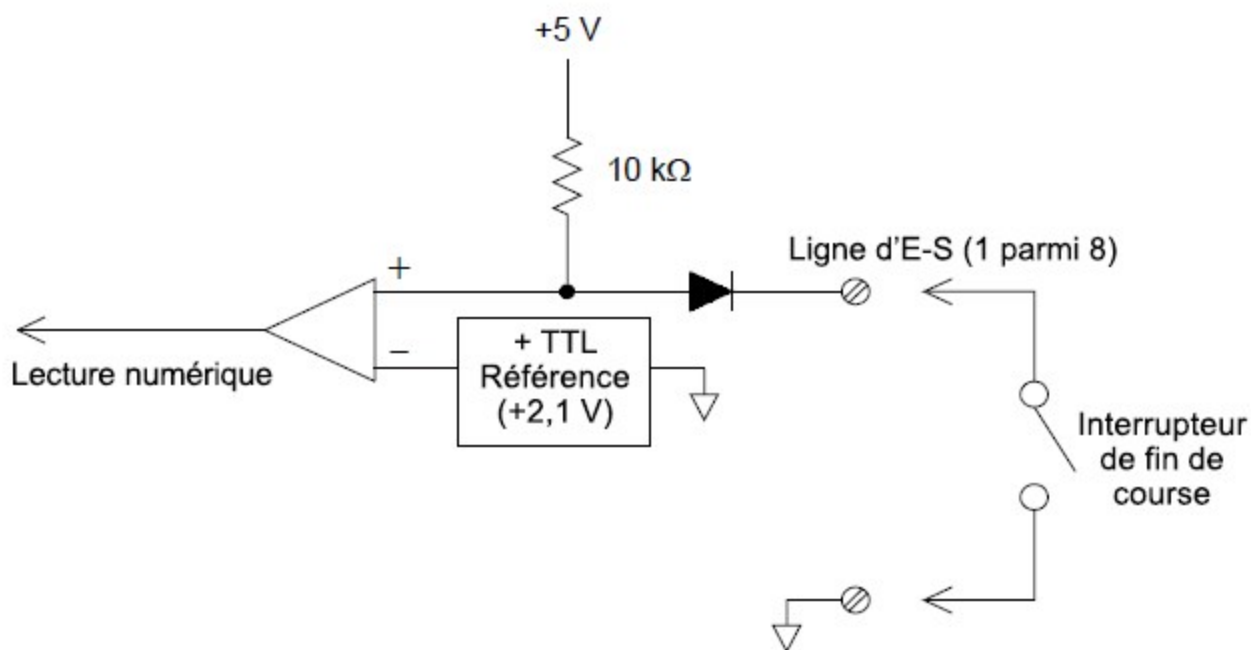 +5 V
10 kΩ
Ligne d'E-S (1 parmi 8)
+
−
+ TTL
Référence
(+2,1 V)
Lecture numérique
Interrupteur
de fin de
course